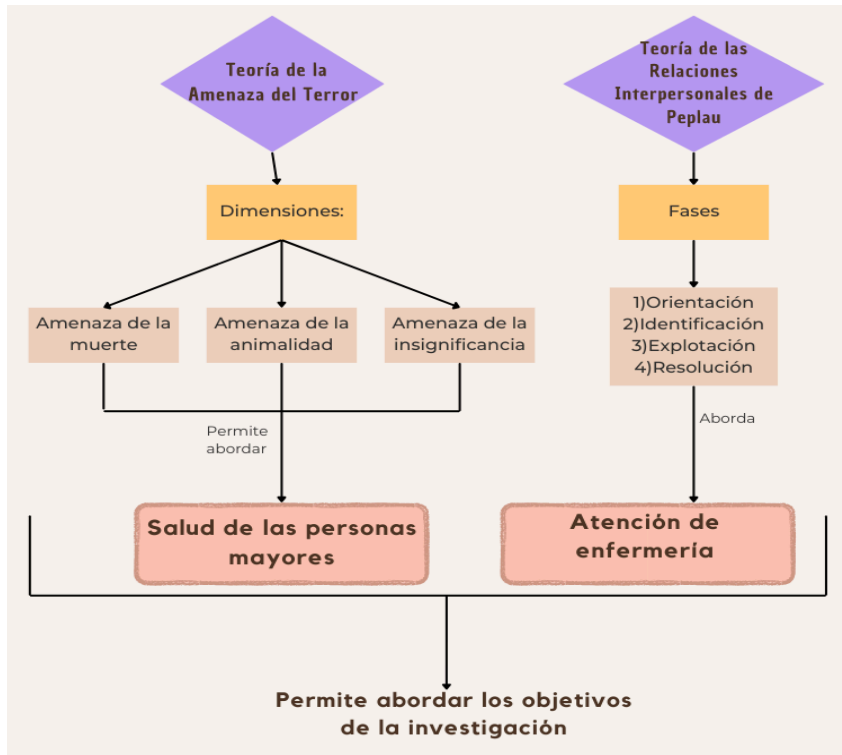 Teoría de la
Amenaza del Terror
Teoría de las
Relaciones
Interpersonales de
Peplau
Dimensiones:
Fases
Amenaza de la
muerte
Amenaza de la
animalidad
Amenaza de la
insignificancia
1)Orientación
2)Identificación
3)Explotación
4)Resolución
Permite
abordar
Aborda
Salud de las personas
mayores
Atención de
enfermería
Permite abordar los objetivos
de la investigación